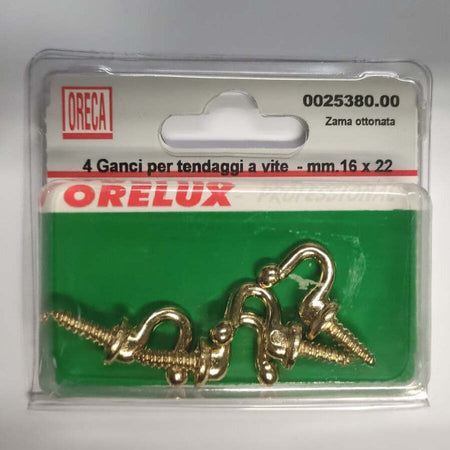 ORECA
0025380.00
Zama ottonata
4 Ganci per tendaggi a vite - mm.16 x 22
ORELUX - PROFESSIONAL